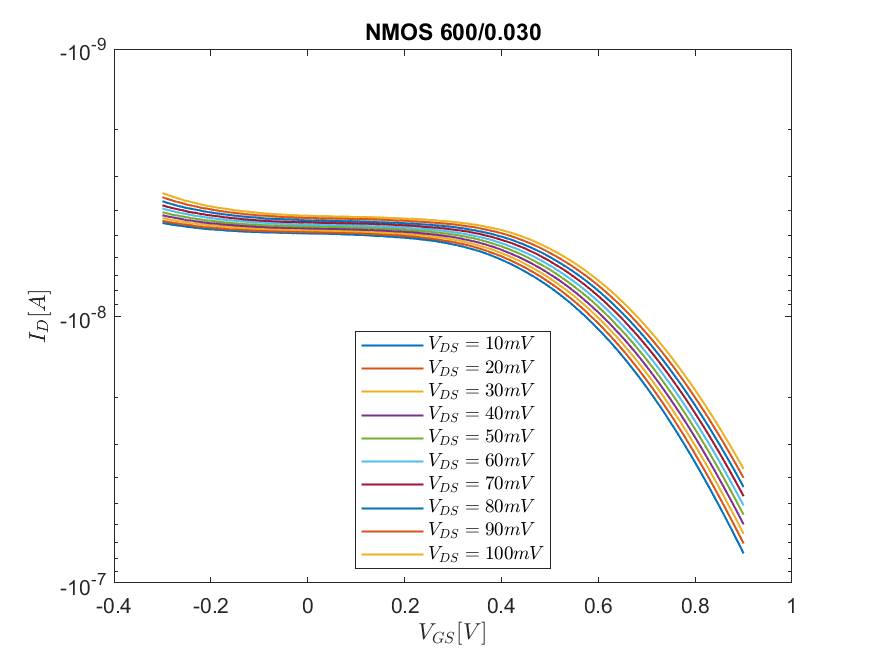 NMOS 600/0.030
-10^-9
-10^-8
-10^-7
I_D[A]
V_DS = 10mV
V_DS = 20mV
V_DS = 30mV
V_DS = 40mV
V_DS = 50mV
V_DS = 60mV
V_DS = 70mV
V_DS = 80mV
V_DS = 90mV
V_DS = 100mV
-0.4 -0.2 0 0.2 0.4 0.6 0.8 1
V_GS[V]